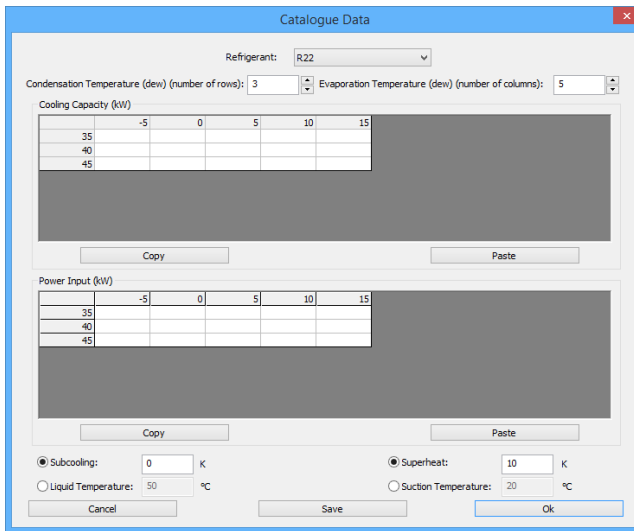 Catalogue Data
Refrigerant: R22
Condensation Temperature (dew) (number of rows): 3 Evaporation Temperature (dew) (number of columns): 5
Cooling Capacity (kW)
-5 0 5 10 15
35
40
45
Copy Paste
Power Input (kW)
-5 0 5 10 15
35
40
45
Copy Paste
Subcooling: 0 K Superheat: 10 K
Liquid Temperature: 50 ºC Suction Temperature: 20 ºC
Cancel Save Ok